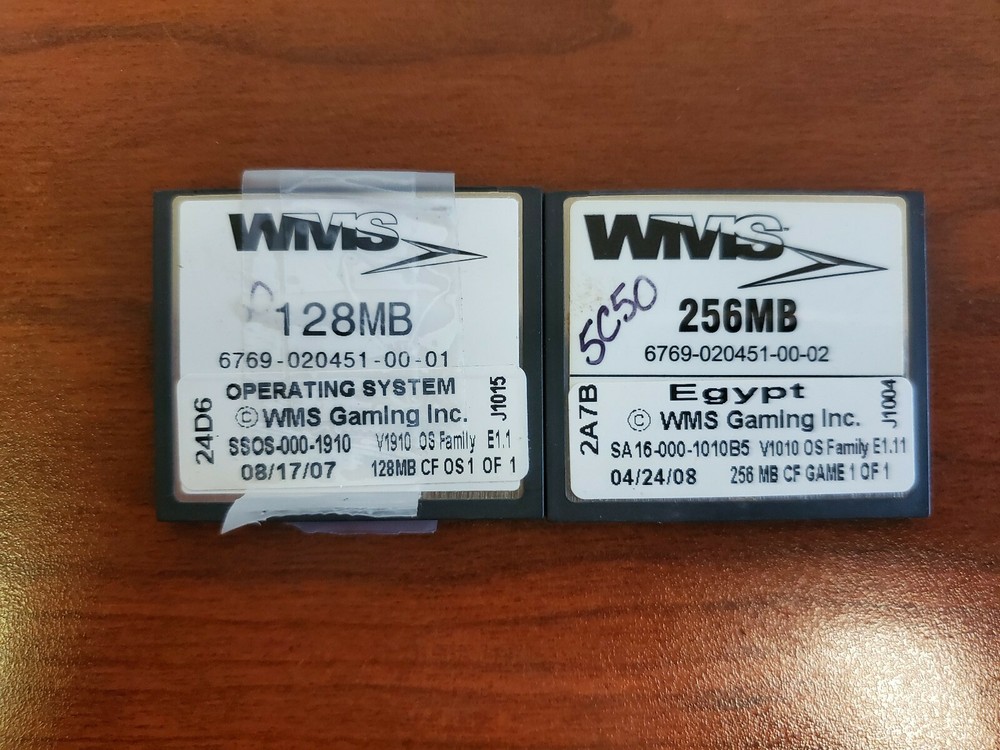 WMS
128MB
6769-020451-00-01
OPERATING SYSTEM
© WMS Gaming Inc.
SSOS-000-1910 V1910 OS Family E1.1
08/17/07 128MB CF OS 1 OF 1
24D6
J1015
WMS
5C50
256MB
6769-020451-00-02
Egypt
© WMS Gaming Inc.
SA16-000-1010B5 V1010 OS Family E1.11
04/24/08 256 MB CF GAME 1 OF 1
2A7B
J1004